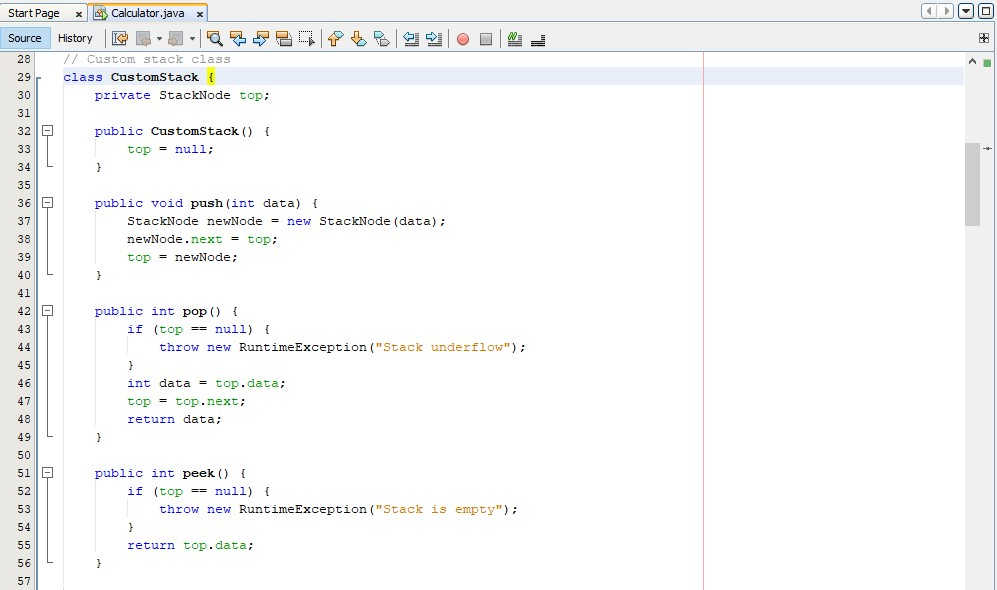 Start Page x Calculator.java x
Source History
28 // Custom stack class
29 class CustomStack {
30     private StackNode top;
31
32     public CustomStack() {
33         top = null;
34     }
35
36     public void push(int data) {
37         StackNode newNode = new StackNode(data);
38         newNode.next = top;
39         top = newNode;
40     }
41
42     public int pop() {
43         if (top == null) {
44             throw new RuntimeException("Stack underflow");
45         }
46         int data = top.data;
47         top = top.next;
48         return data;
49     }
50
51     public int peek() {
52         if (top == null) {
53             throw new RuntimeException("Stack is empty");
54         }
55         return top.data;
56     }
57